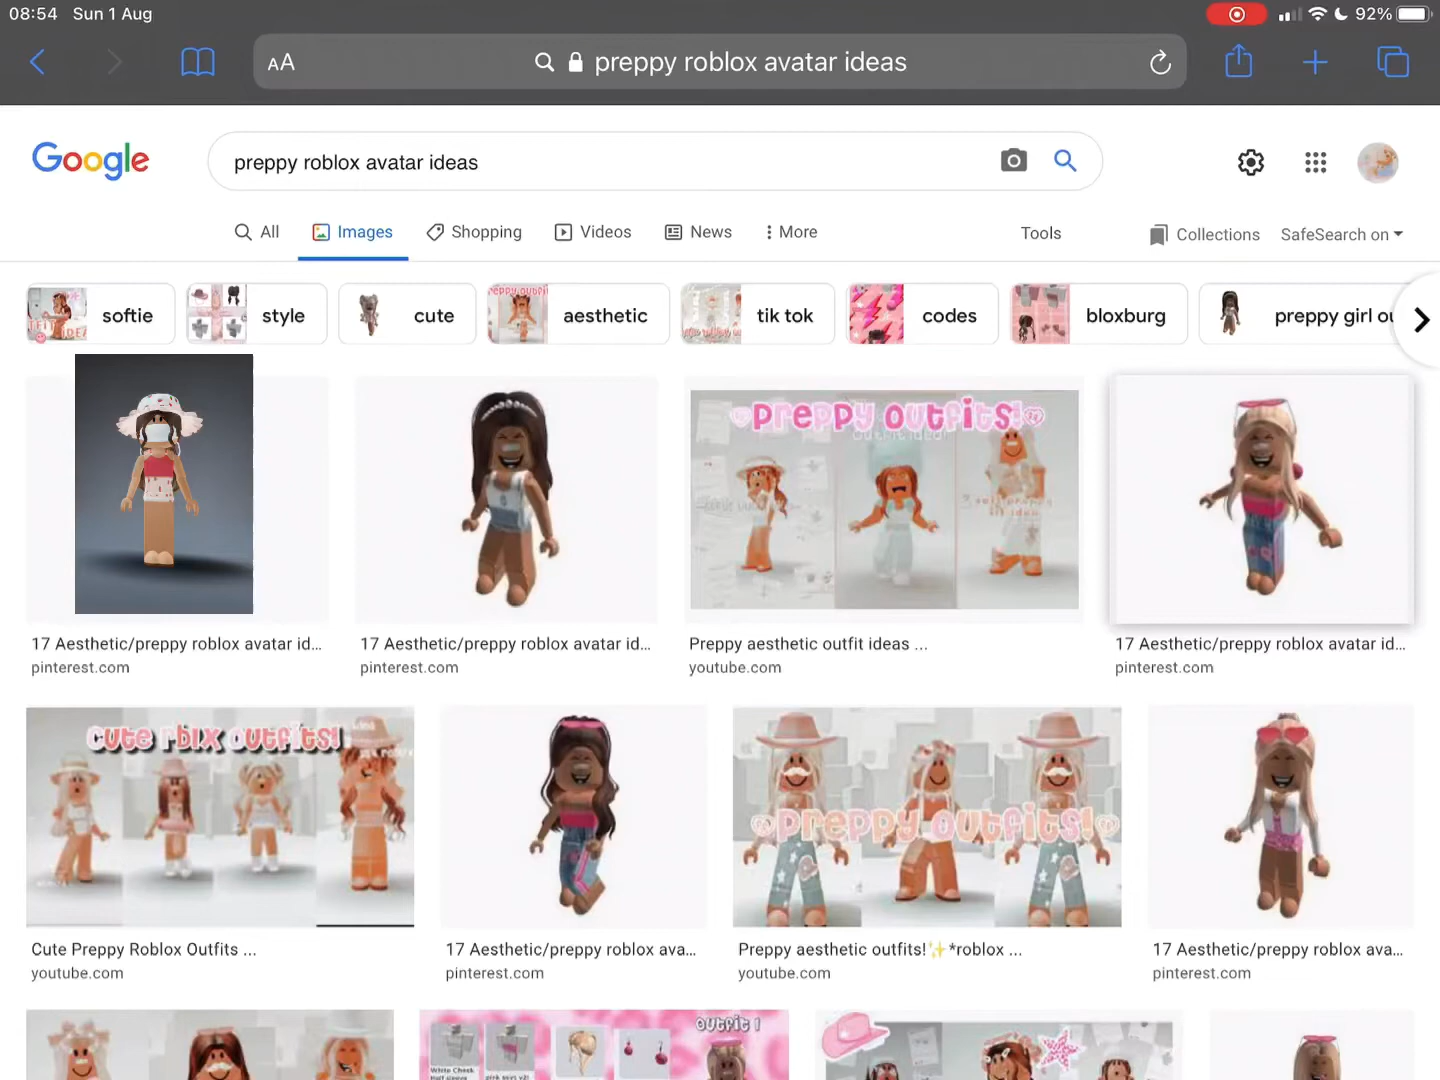 08:54 Sun 1 Aug
92%
AA
preppy roblox avatar ideas
Google
preppy roblox avatar ideas
All
Images
Shopping
Videos
News
More
Tools
Collections
SafeSearch on
softie
style
cute
aesthetic
tik tok
codes
bloxburg
preppy girl ou
PREPPY OUTFITS!
17 Aesthetic/preppy roblox avatar id...
pinterest.com
17 Aesthetic/preppy roblox avatar id...
pinterest.com
Preppy aesthetic outfit ideas ...
youtube.com
17 Aesthetic/preppy roblox avatar id...
pinterest.com
Cute rblx outfits!
Preppy outfits!
Cute Preppy Roblox Outfits ...
youtube.com
17 Aesthetic/preppy roblox ava...
pinterest.com
Preppy aesthetic outfits!✨*roblox ...
youtube.com
17 Aesthetic/preppy roblox ava...
pinterest.com
outfit 1
White Cheek